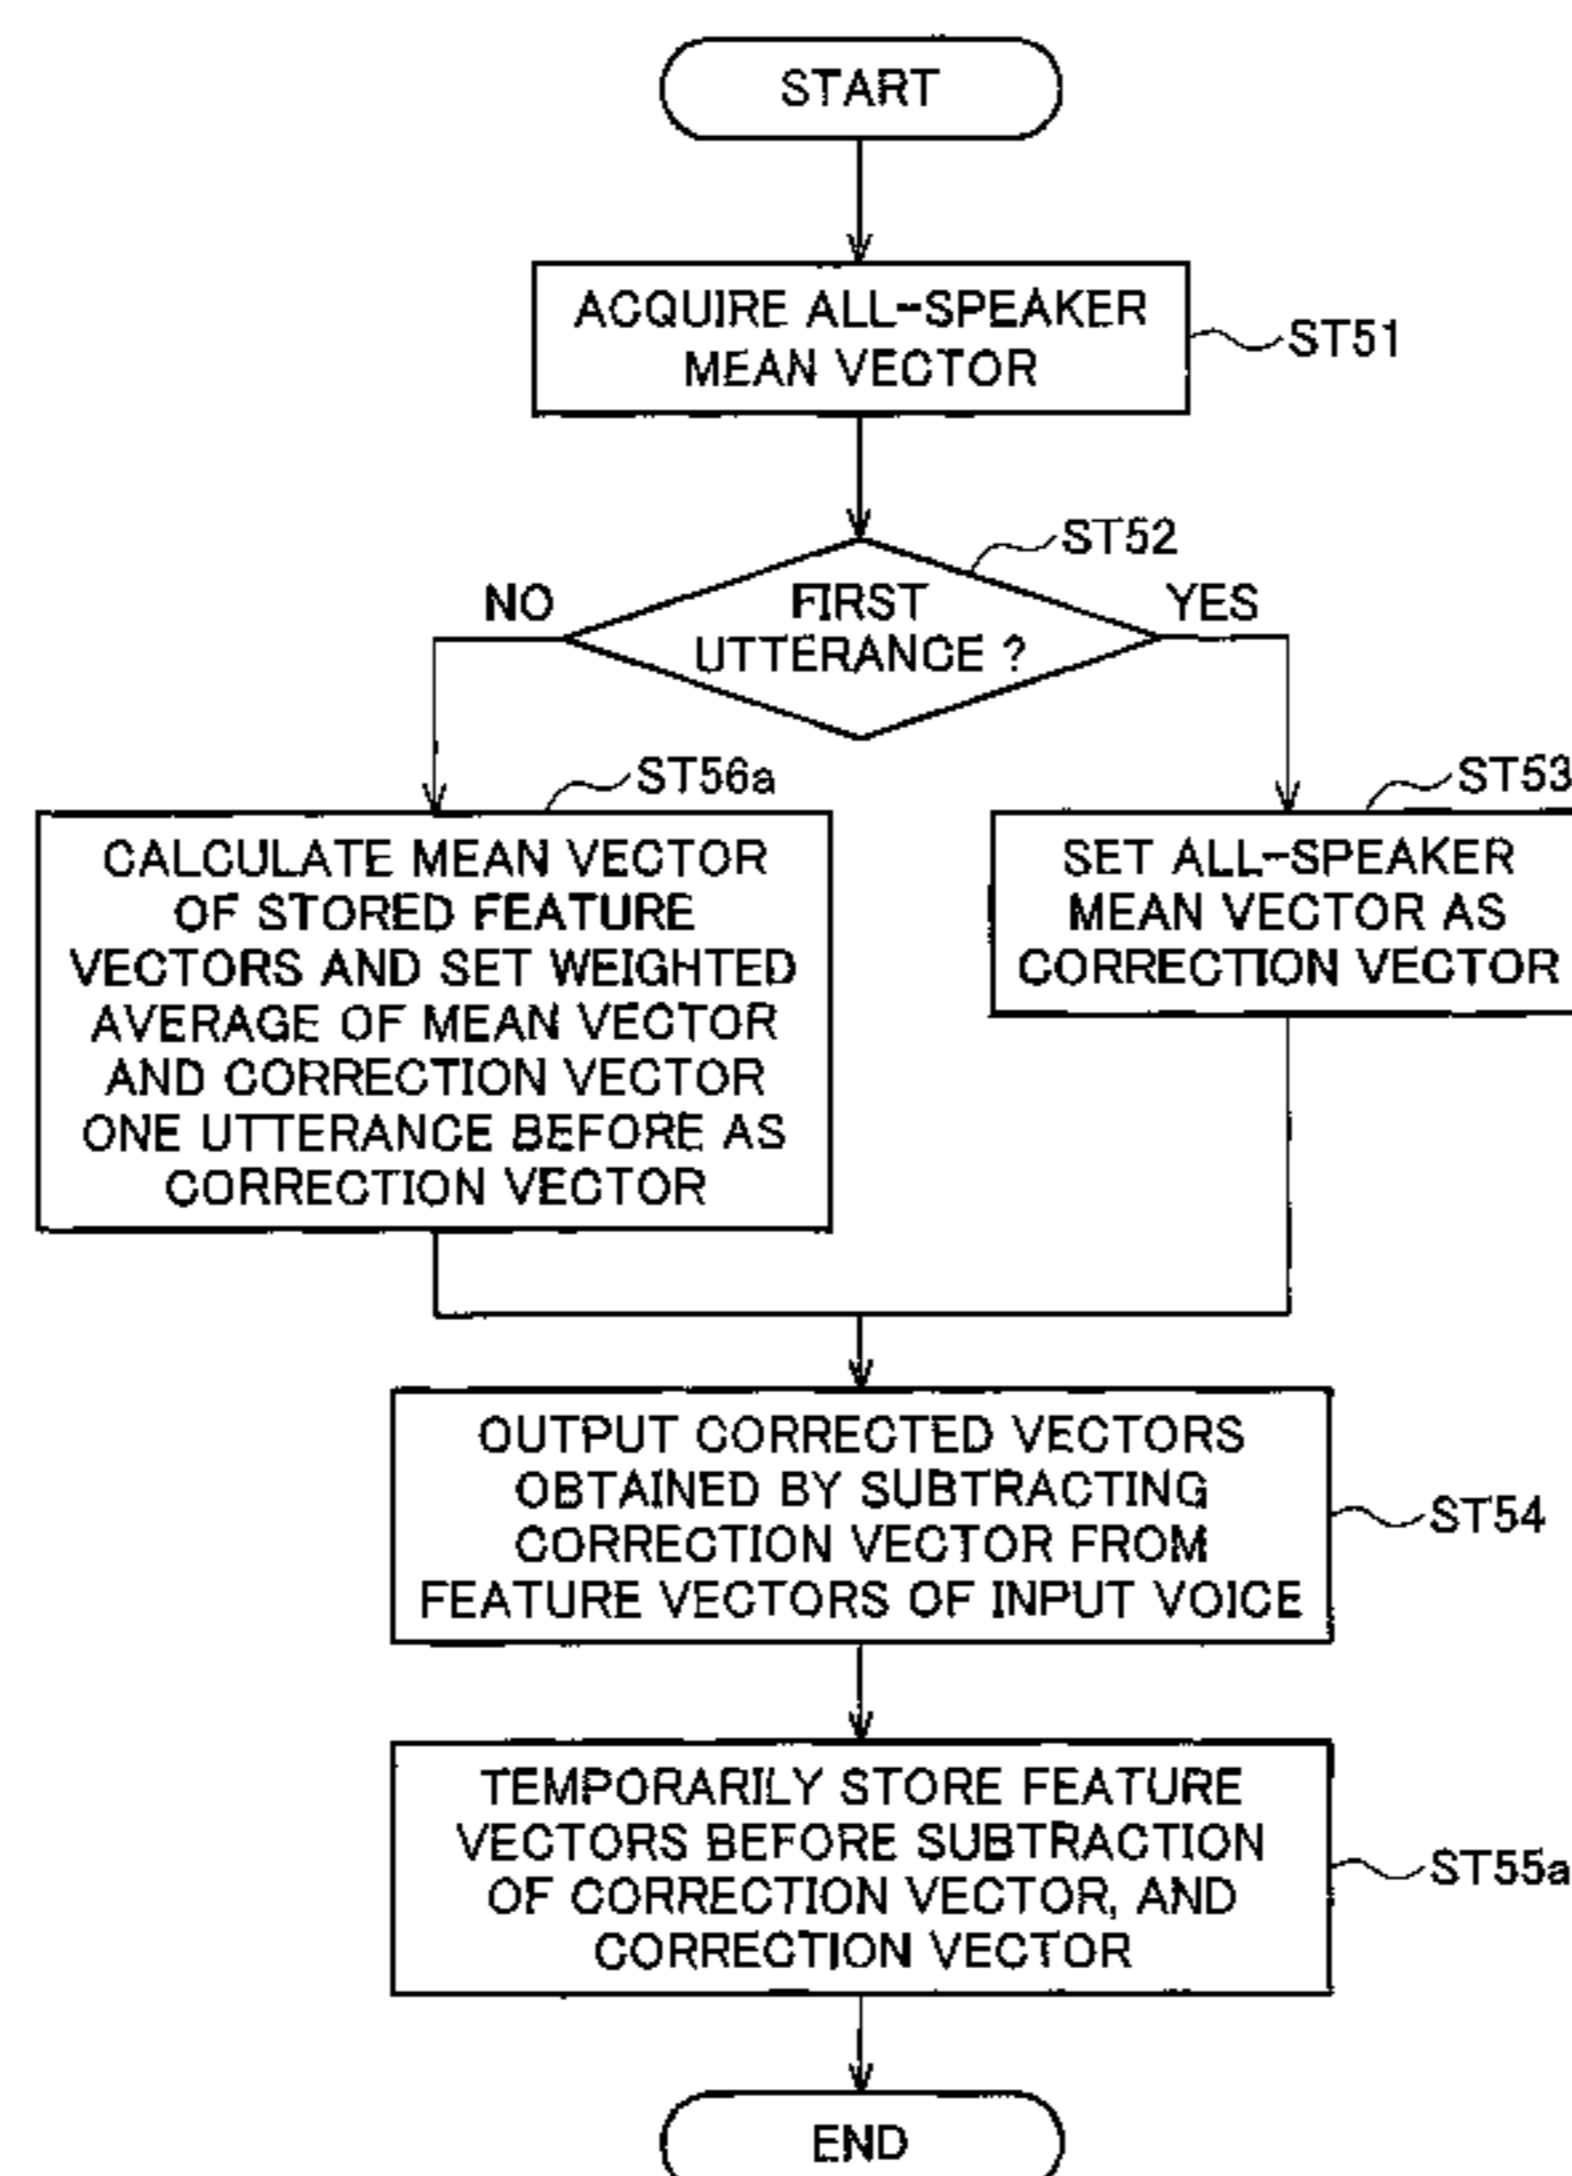 START
ACQUIRE ALL-SPEAKER
MEAN VECTOR
ST51
ST52
NO
FIRST
UTTERANCE ?
YES
ST56a
CALCULATE MEAN VECTOR
OF STORED FEATURE
VECTORS AND SET WEIGHTED
AVERAGE OF MEAN VECTOR
AND CORRECTION VECTOR
ONE UTTERANCE BEFORE AS
CORRECTION VECTOR
ST53
SET ALL-SPEAKER
MEAN VECTOR AS
CORRECTION VECTOR
OUTPUT CORRECTED VECTORS
OBTAINED BY SUBTRACTING
CORRECTION VECTOR FROM
FEATURE VECTORS OF INPUT VOICE
ST54
TEMPORARILY STORE FEATURE
VECTORS BEFORE SUBTRACTION
OF CORRECTION VECTOR, AND
CORRECTION VECTOR
ST55a
END